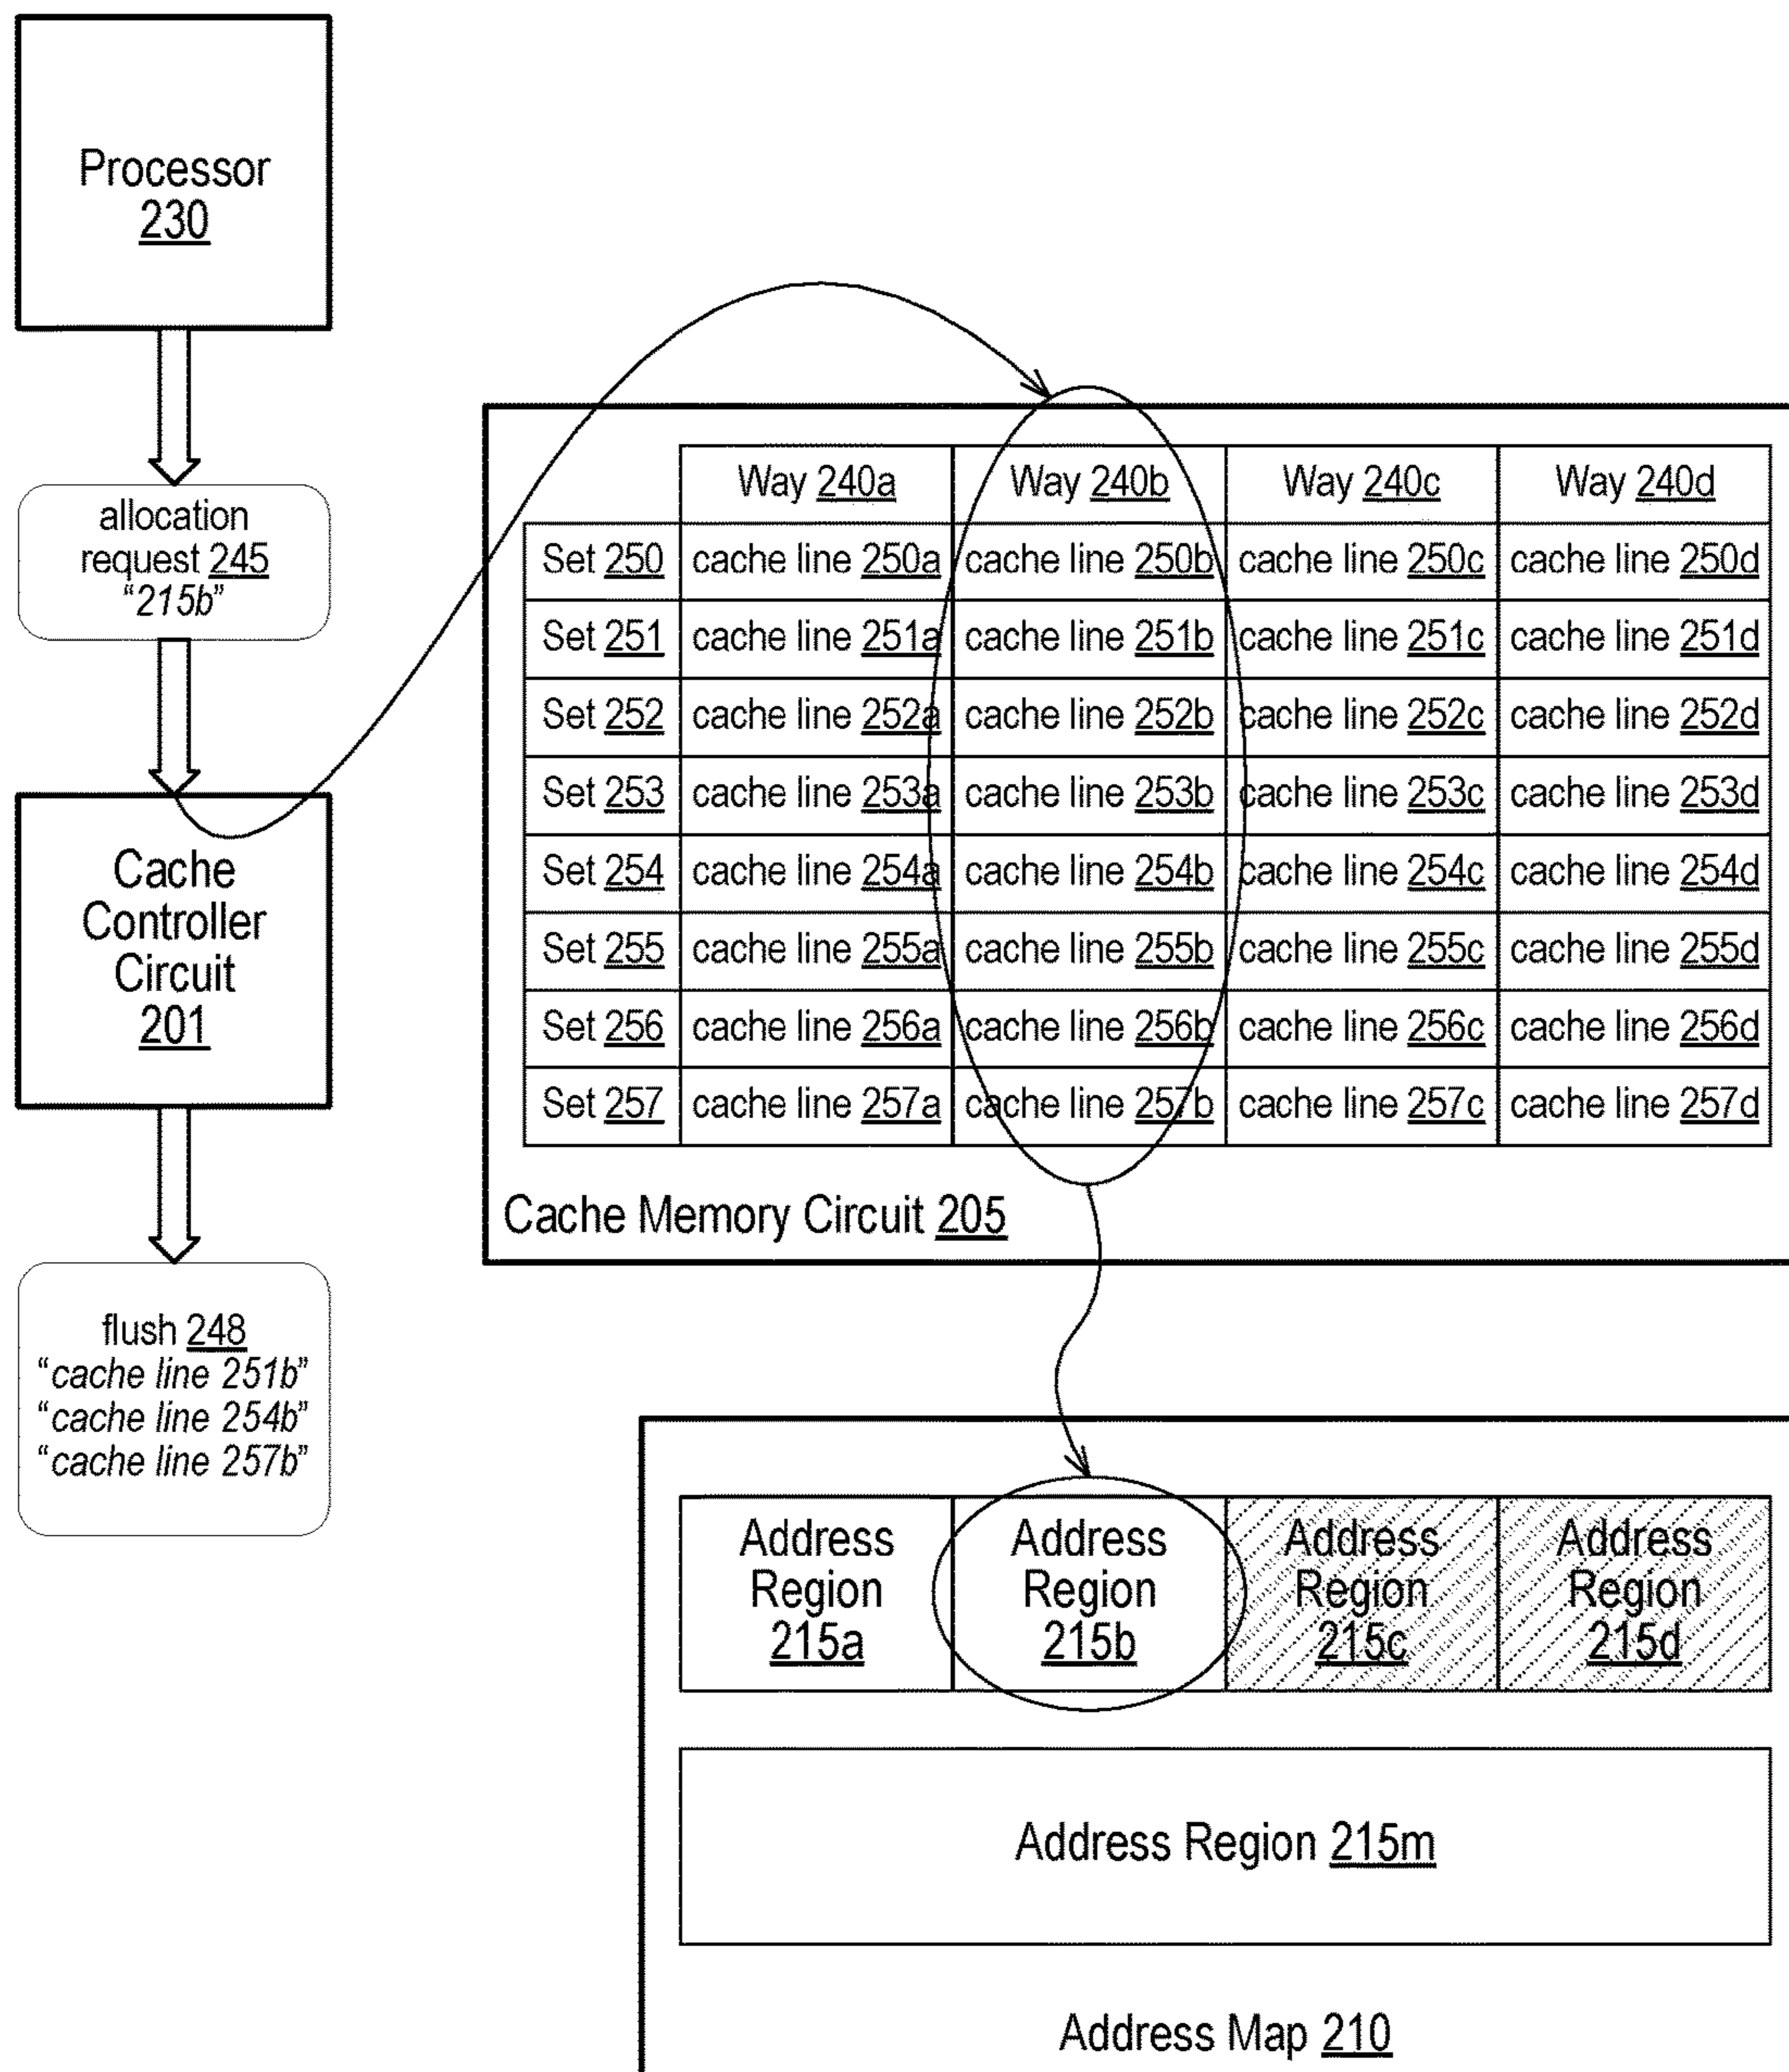 Processor
230
allocation
request 245
“215b”
Cache
Controller
Circuit
201
flush 248
“cache line 251b”
“cache line 254b”
“cache line 257b”
Way 240a Way 240b Way 240c Way 240d
Set 250 cache line 250a cache line 250b cache line 250c cache line 250d
Set 251 cache line 251a cache line 251b cache line 251c cache line 251d
Set 252 cache line 252a cache line 252b cache line 252c cache line 252d
Set 253 cache line 253a cache line 253b cache line 253c cache line 253d
Set 254 cache line 254a cache line 254b cache line 254c cache line 254d
Set 255 cache line 255a cache line 255b cache line 255c cache line 255d
Set 256 cache line 256a cache line 256b cache line 256c cache line 256d
Set 257 cache line 257a cache line 257b cache line 257c cache line 257d
Cache Memory Circuit 205
Address Region 215a
Address Region 215b
Address Region 215c
Address Region 215d
Address Region 215m
Address Map 210